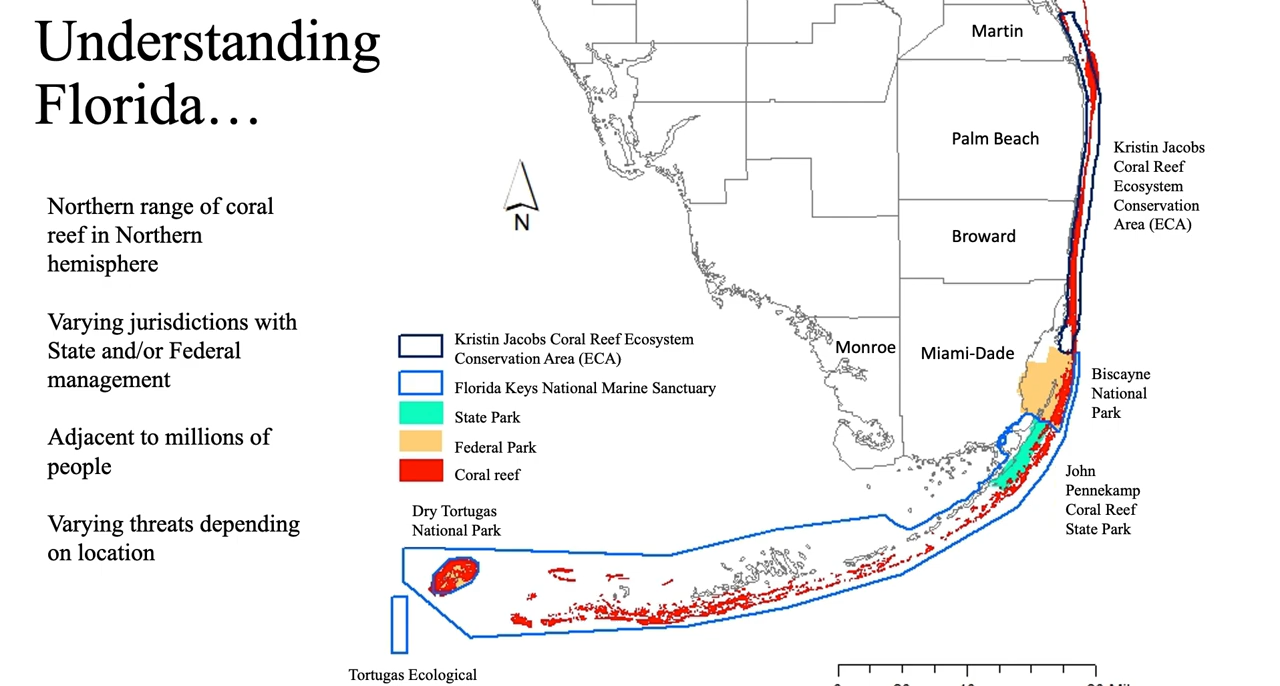 Understanding
Florida…
Northern range of coral
reef in Northern
hemisphere
Varying jurisdictions with
State and/or Federal
management
Adjacent to millions of
people
Varying threats depending
on location
N
Martin
Palm Beach
Broward
Monroe
Miami-Dade
Kristin Jacobs
Coral Reef
Ecosystem
Conservation
Area (ECA)
Kristin Jacobs Coral Reef Ecosystem
Conservation Area (ECA)
Florida Keys National Marine Sanctuary
State Park
Federal Park
Coral reef
Biscayne
National
Park
John
Pennekamp
Coral Reef
State Park
Dry Tortugas
National Park
Tortugas Ecological